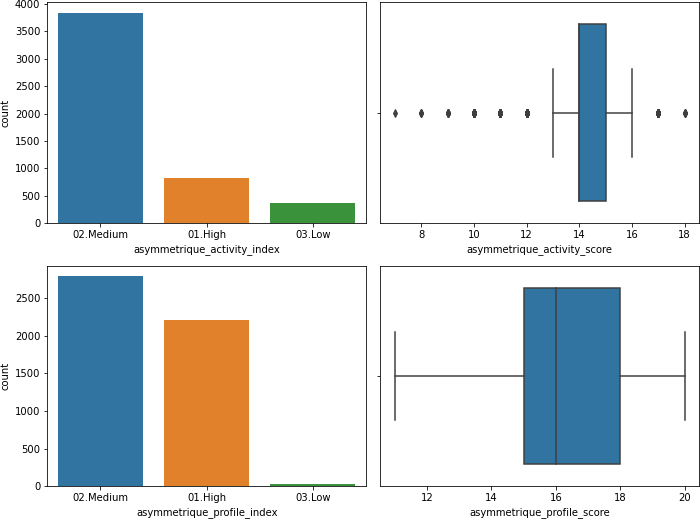 4000
3500
3000
2500
2000
1500
1000
500
0
count
02.Medium 01.High 03.Low
asymmetrique_activity_index
8 10 12 14 16 18
asymmetrique_activity_score
2500
2000
1500
1000
500
0
count
02.Medium 01.High 03.Low
asymmetrique_profile_index
12 14 16 18 20
asymmetrique_profile_score